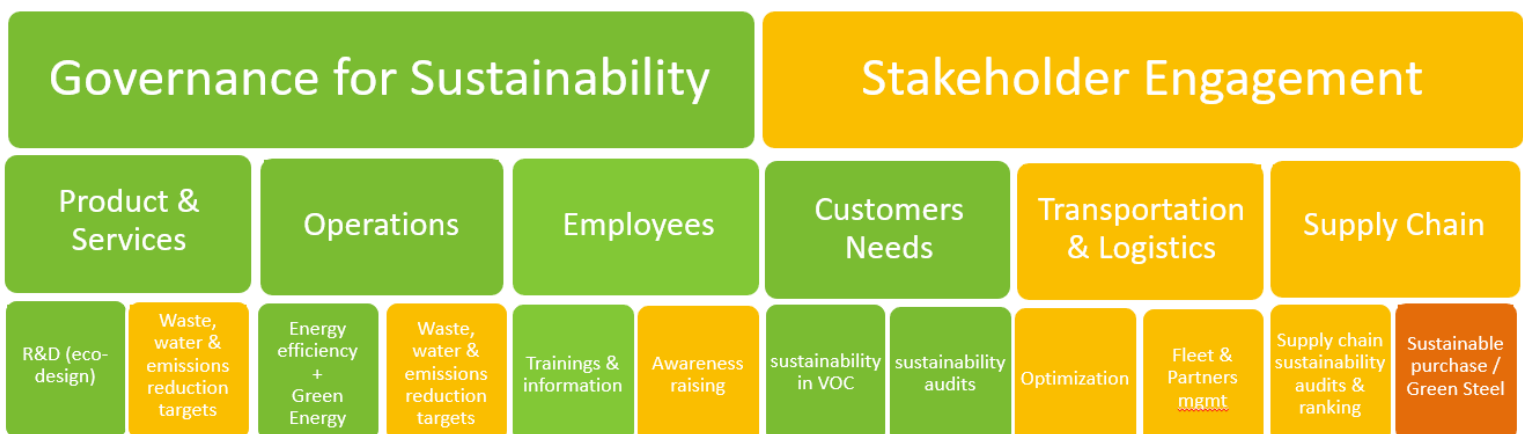 Governance for Sustainability
Stakeholder Engagement
Product &
Services
Operations
Employees
Customers
Needs
Transportation
& Logistics
Supply Chain
R&D (eco-
design)
Waste,
water &
emissions
reduction
targets
Energy
efficiency
+
Green
Energy
Waste,
water &
emissions
reduction
targets
Trainings &
information
Awareness
raising
sustainability
in VOC
sustainability
audits
Optimization
Fleet &
Partners
mgmt
Supply chain
sustainability
audits &
ranking
Sustainable
purchase /
Green Steel